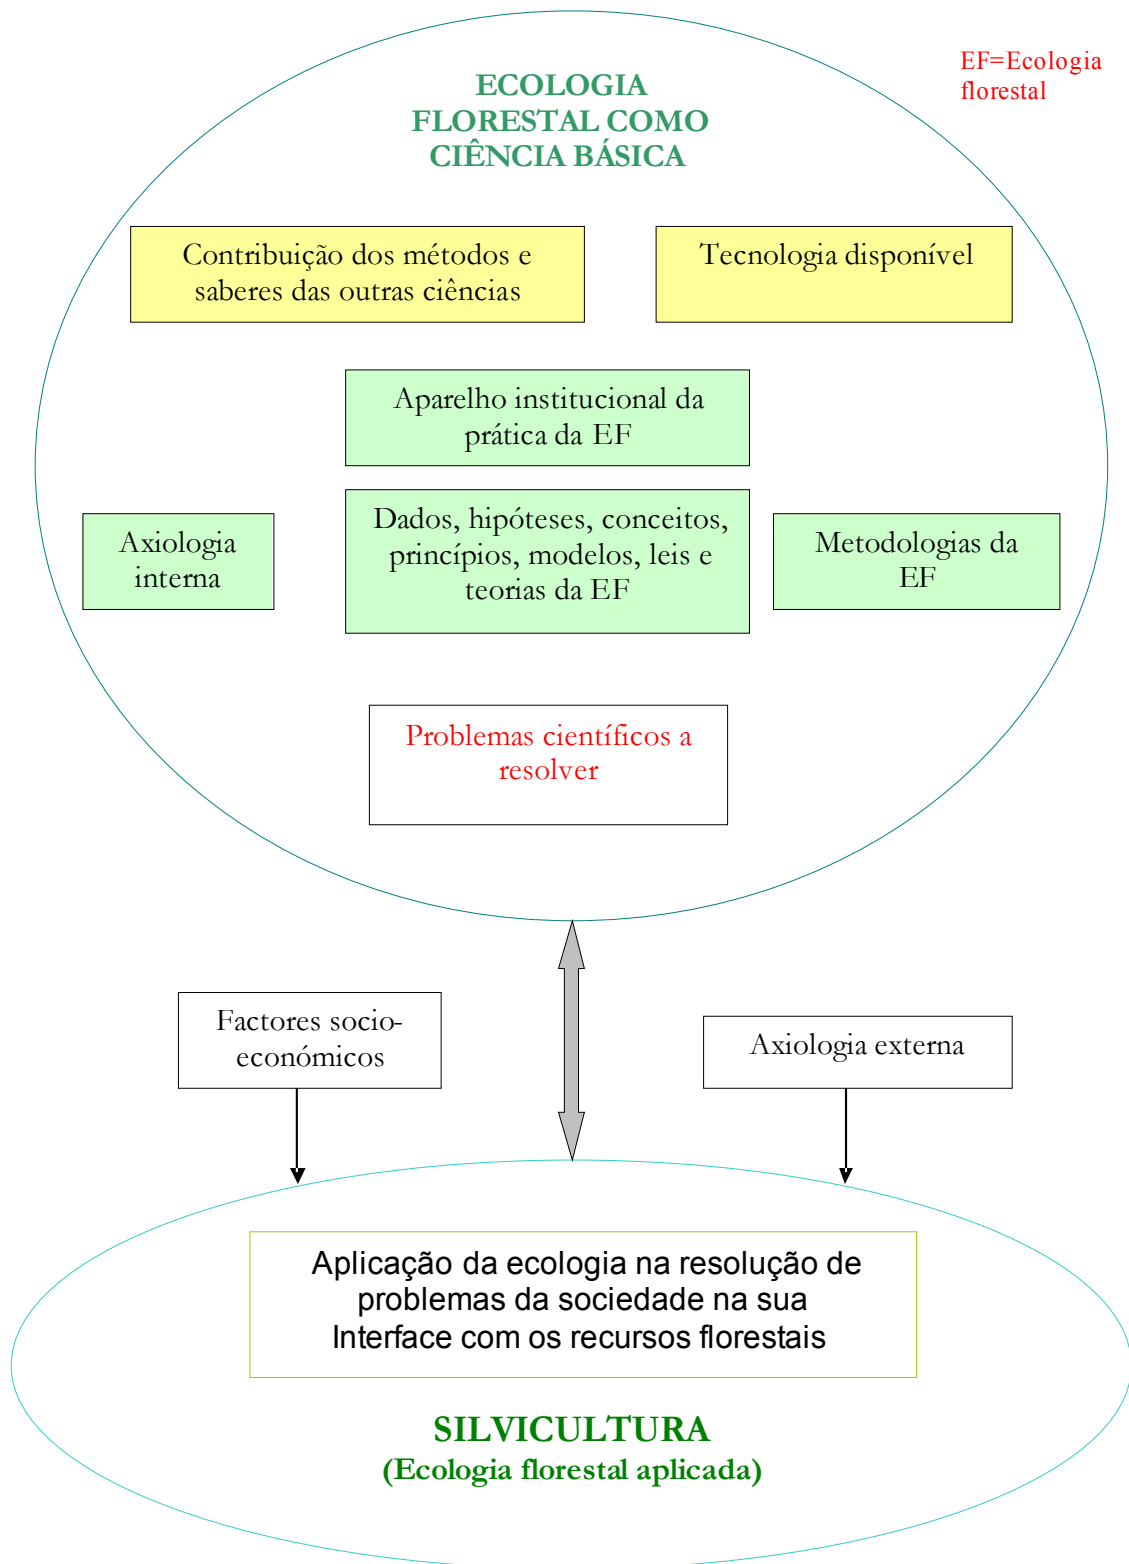 EF=Ecologia
florestal
ECOLOGIA
FLORESTAL COMO
CIÊNCIA BÁSICA
Contribuição dos métodos e
saberes das outras ciências
Tecnologia disponível
Aparelho institucional da
prática da EF
Axiologia
interna
Dados, hipóteses, conceitos,
princípios, modelos, leis e
teorias da EF
Metodologias da
EF
Problemas científicos a
resolver
Factores socio-
económicos
Axiologia externa
Aplicação da ecologia na resolução de
problemas da sociedade na sua
Interface com os recursos florestais
SILVICULTURA
(Ecologia florestal aplicada)